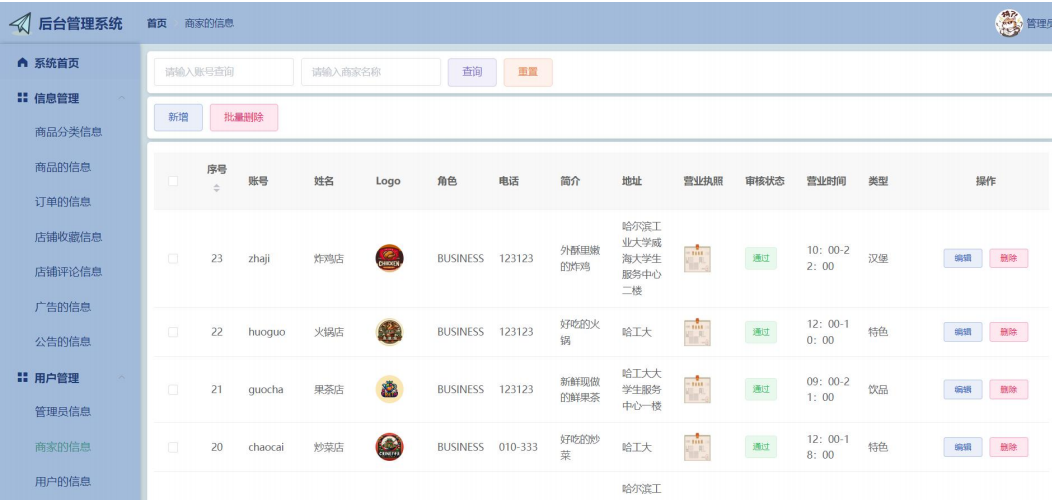 后台管理系统
首页 商家的信息
管理员
系统首页
信息管理
商品分类信息
商品的信息
订单的信息
店铺收藏信息
店铺评论信息
广告的信息
公告的信息
用户管理
管理员信息
商家的信息
用户的信息
请输入账号查询 请输入商家名称 查询 重置
新增 批量删除
序号 账号 姓名 Logo 角色 电话 简介 地址 营业执照 审核状态 营业时间 类型 操作
23 zhaji 炸鸡店 CHICKEN BUSINESS 123123
外酥里嫩
的炸鸡
哈尔滨工
业大学威
海大学生
服务中心
二楼
通过
10：00-2
2：00
汉堡 编辑 删除
22 huoguo 火锅店 BUSINESS 123123
好吃的火
锅
哈工大
通过
12：00-1
0：00
特色 编辑 删除
21 guocha 果茶店 BUSINESS 123123
新鲜现做
的鲜果茶
哈工大大
学生服务
中心一楼
通过
09：00-2
1：00
饮品 编辑 删除
20 chaocai 炒菜店 BUSINESS 010-333
好吃的炒
菜
哈工大
通过
12：00-1
8：00
特色 编辑 删除
哈尔滨工